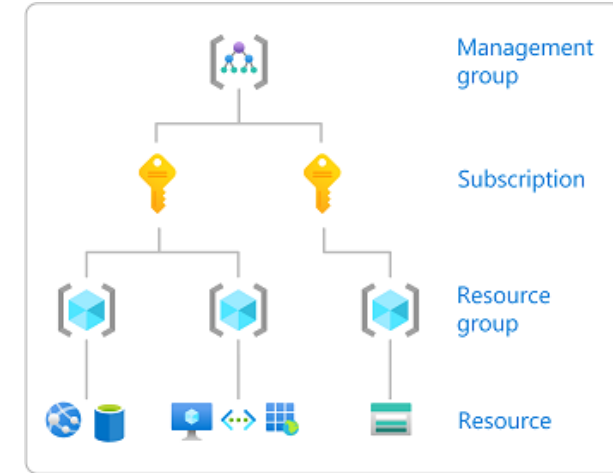 Management
group
Subscription
Resource
group
Resource